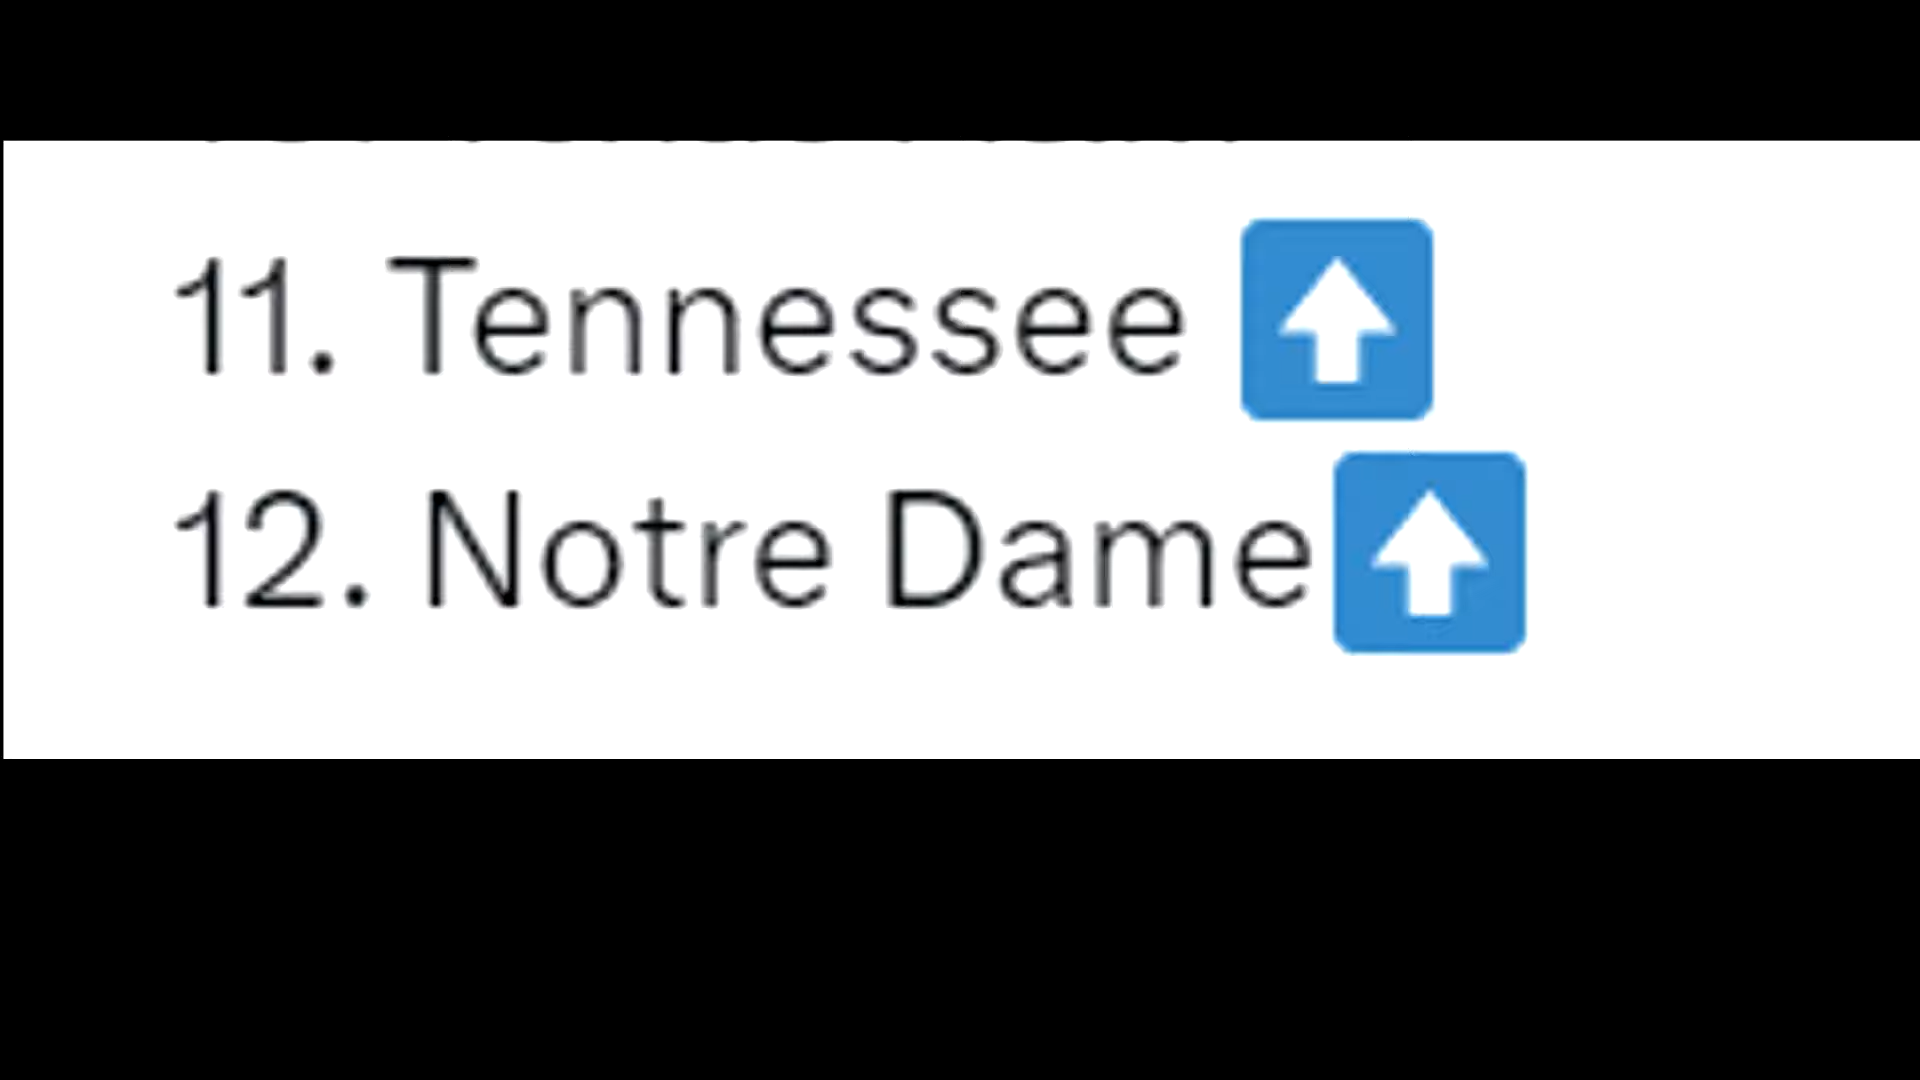 11. Tennessee ⬆️
12. Notre Dame⬆️